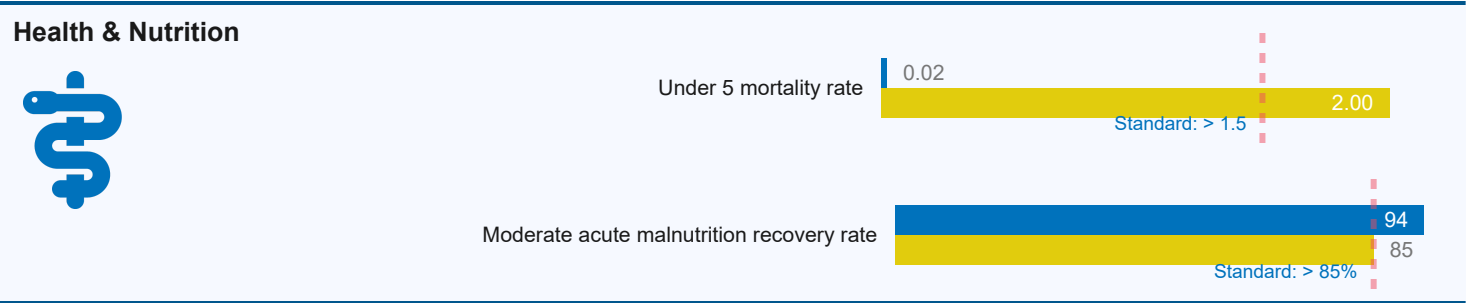 Health & Nutrition
Under 5 mortality rate
0.02
2.00
Standard: > 1.5
Moderate acute malnutrition recovery rate
94
85
Standard: > 85%